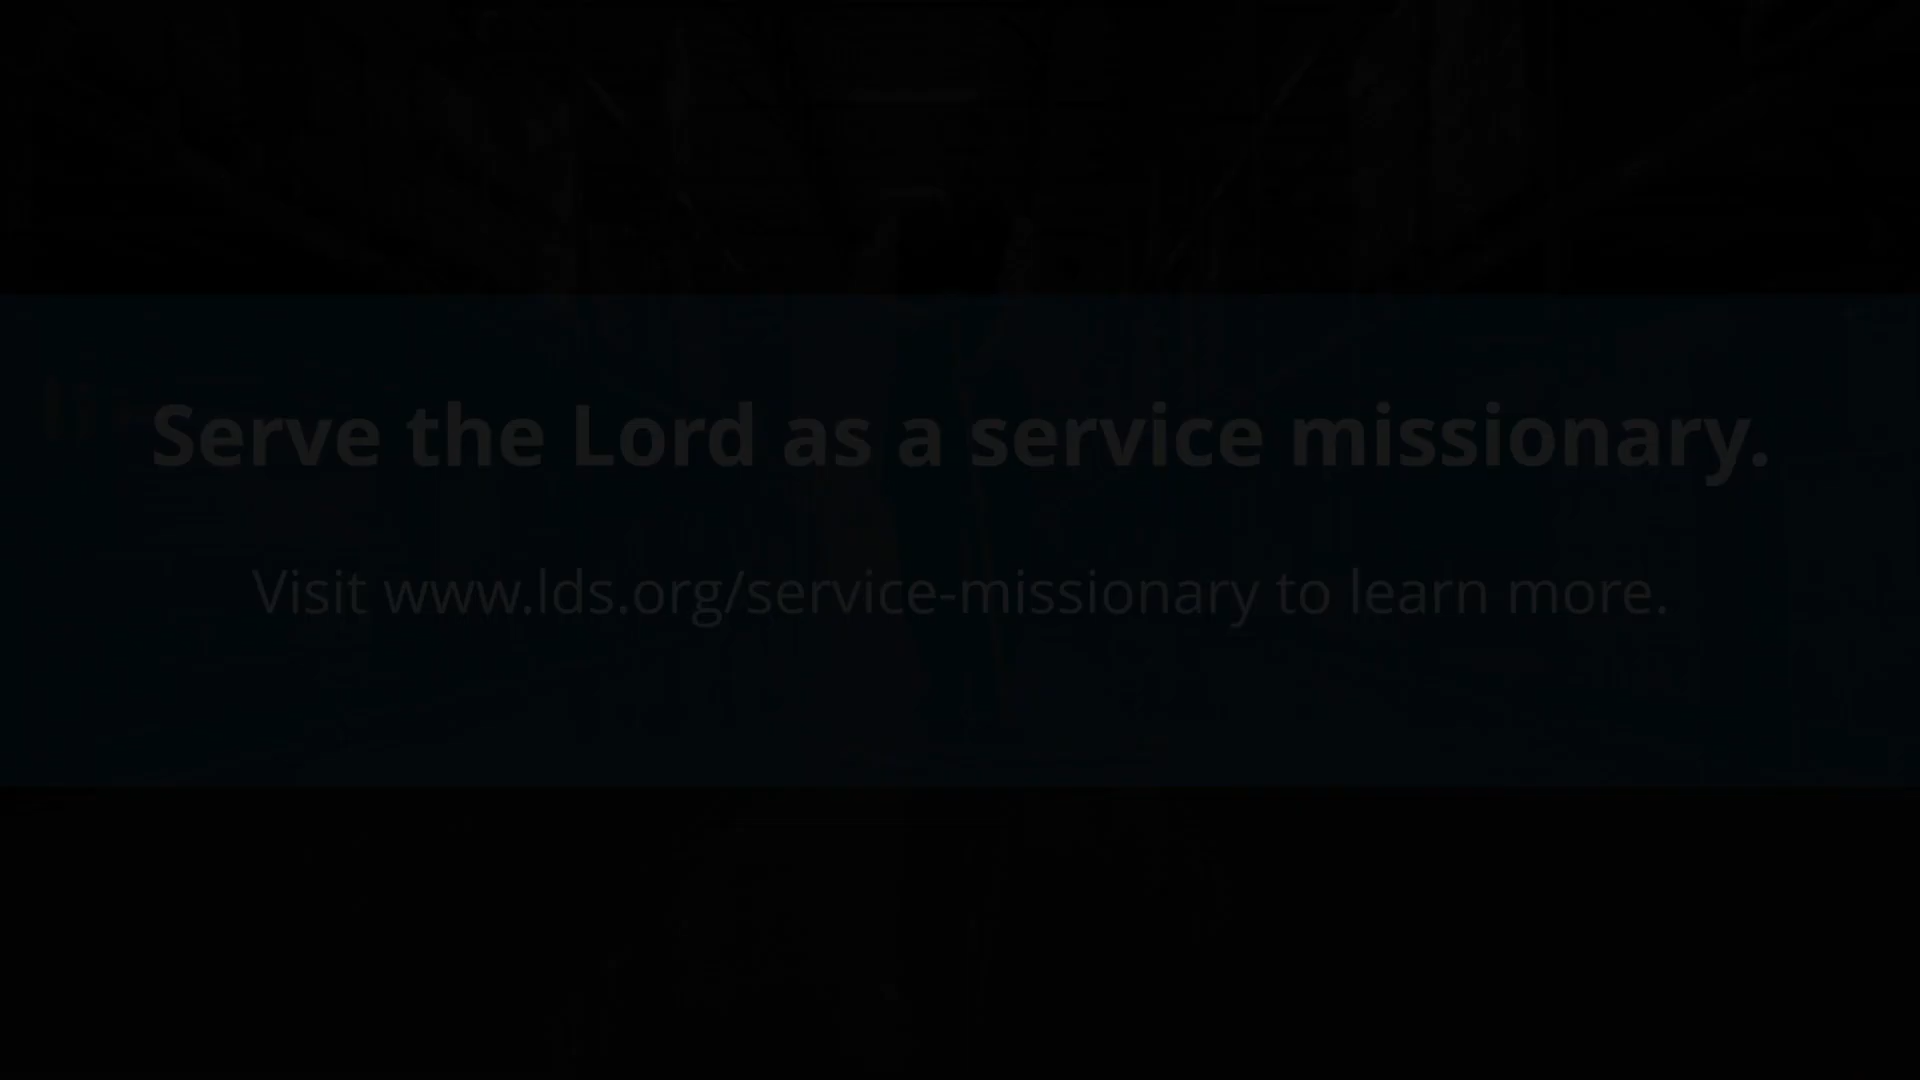 Serve the Lord as a service missionary.
Visit www.lds.org/service-missionary to learn more.